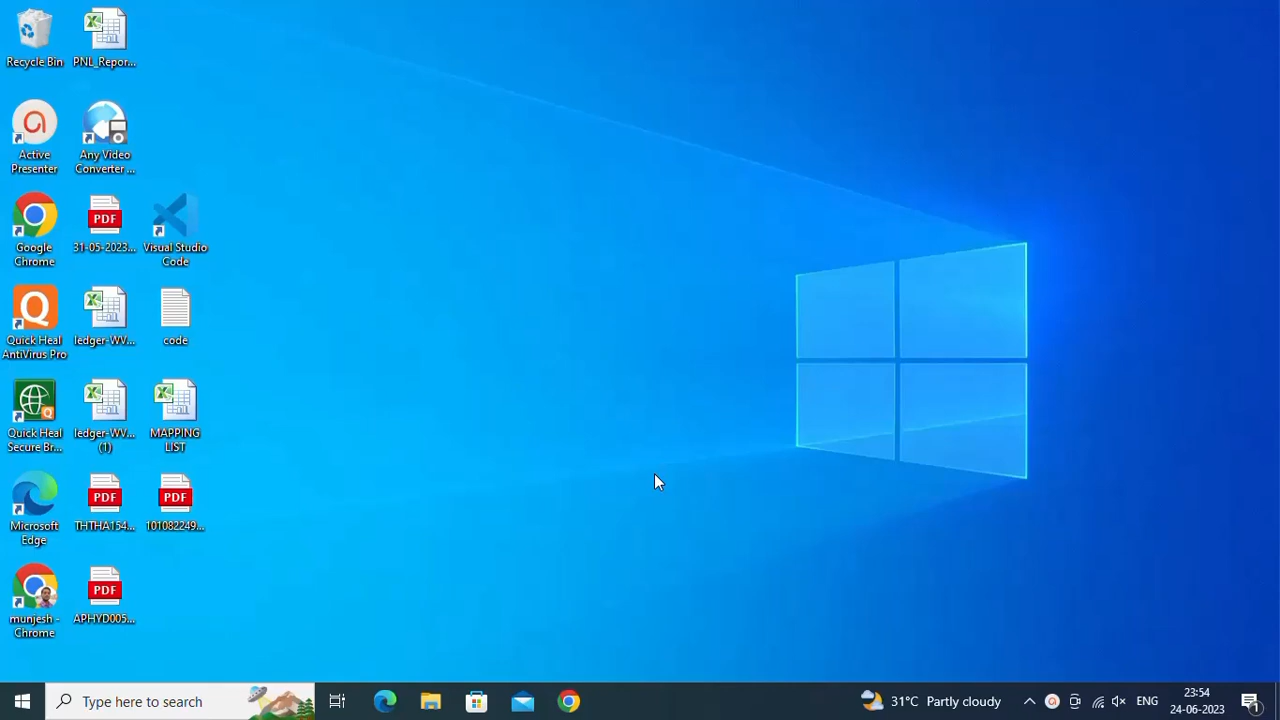 Recycle Bin
PNL_Repor...
Active
Presenter
Any Video
Converter ...
Google
Chrome
PDF
31-05-2023...
Visual Studio
Code
Quick Heal
AntiVirus Pro
ledger-WV...
code
Quick Heal
Secure Br...
ledger-WV...
(1)
MAPPING
LIST
Microsoft
Edge
PDF
THTHA154...
PDF
101082249...
munjesh -
Chrome
PDF
APHYD005...
Type here to search
31°C Partly cloudy
ENG
23:54
24-06-2023
1